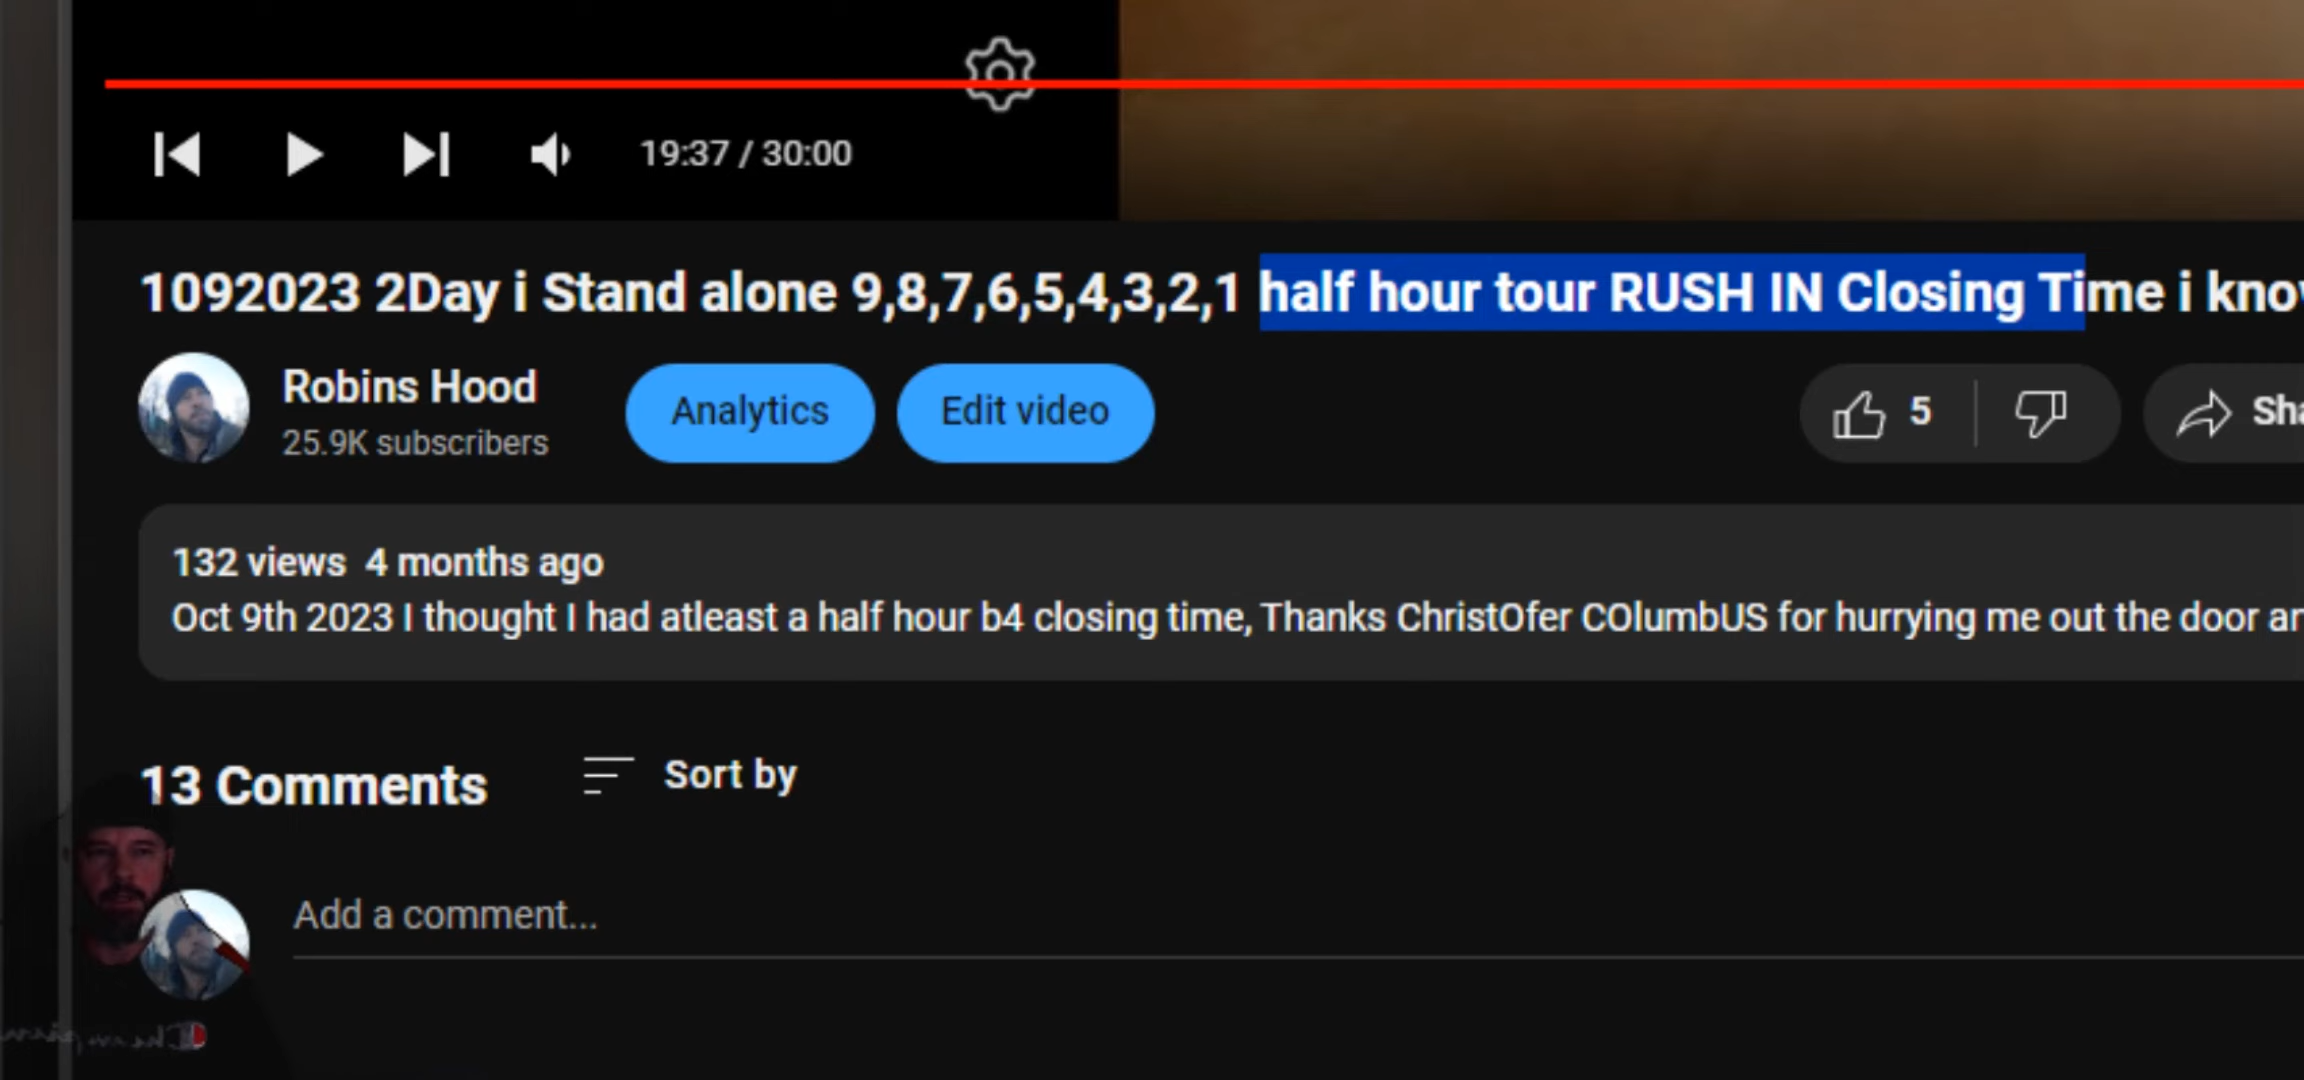 19:37 / 30:00
1092023 2Day i Stand alone 9,8,7,6,5,4,3,2,1 half hour tour RUSH IN Closing Time i
Robins Hood
25.9K subscribers
Analytics
Edit video
5
132 views 4 months ago
Oct 9th 2023 I thought I had atleast a half hour b4 closing time, Thanks ChristOfer COlumbUS for hurrying me out the door
13 Comments
Sort by
Add a comment...